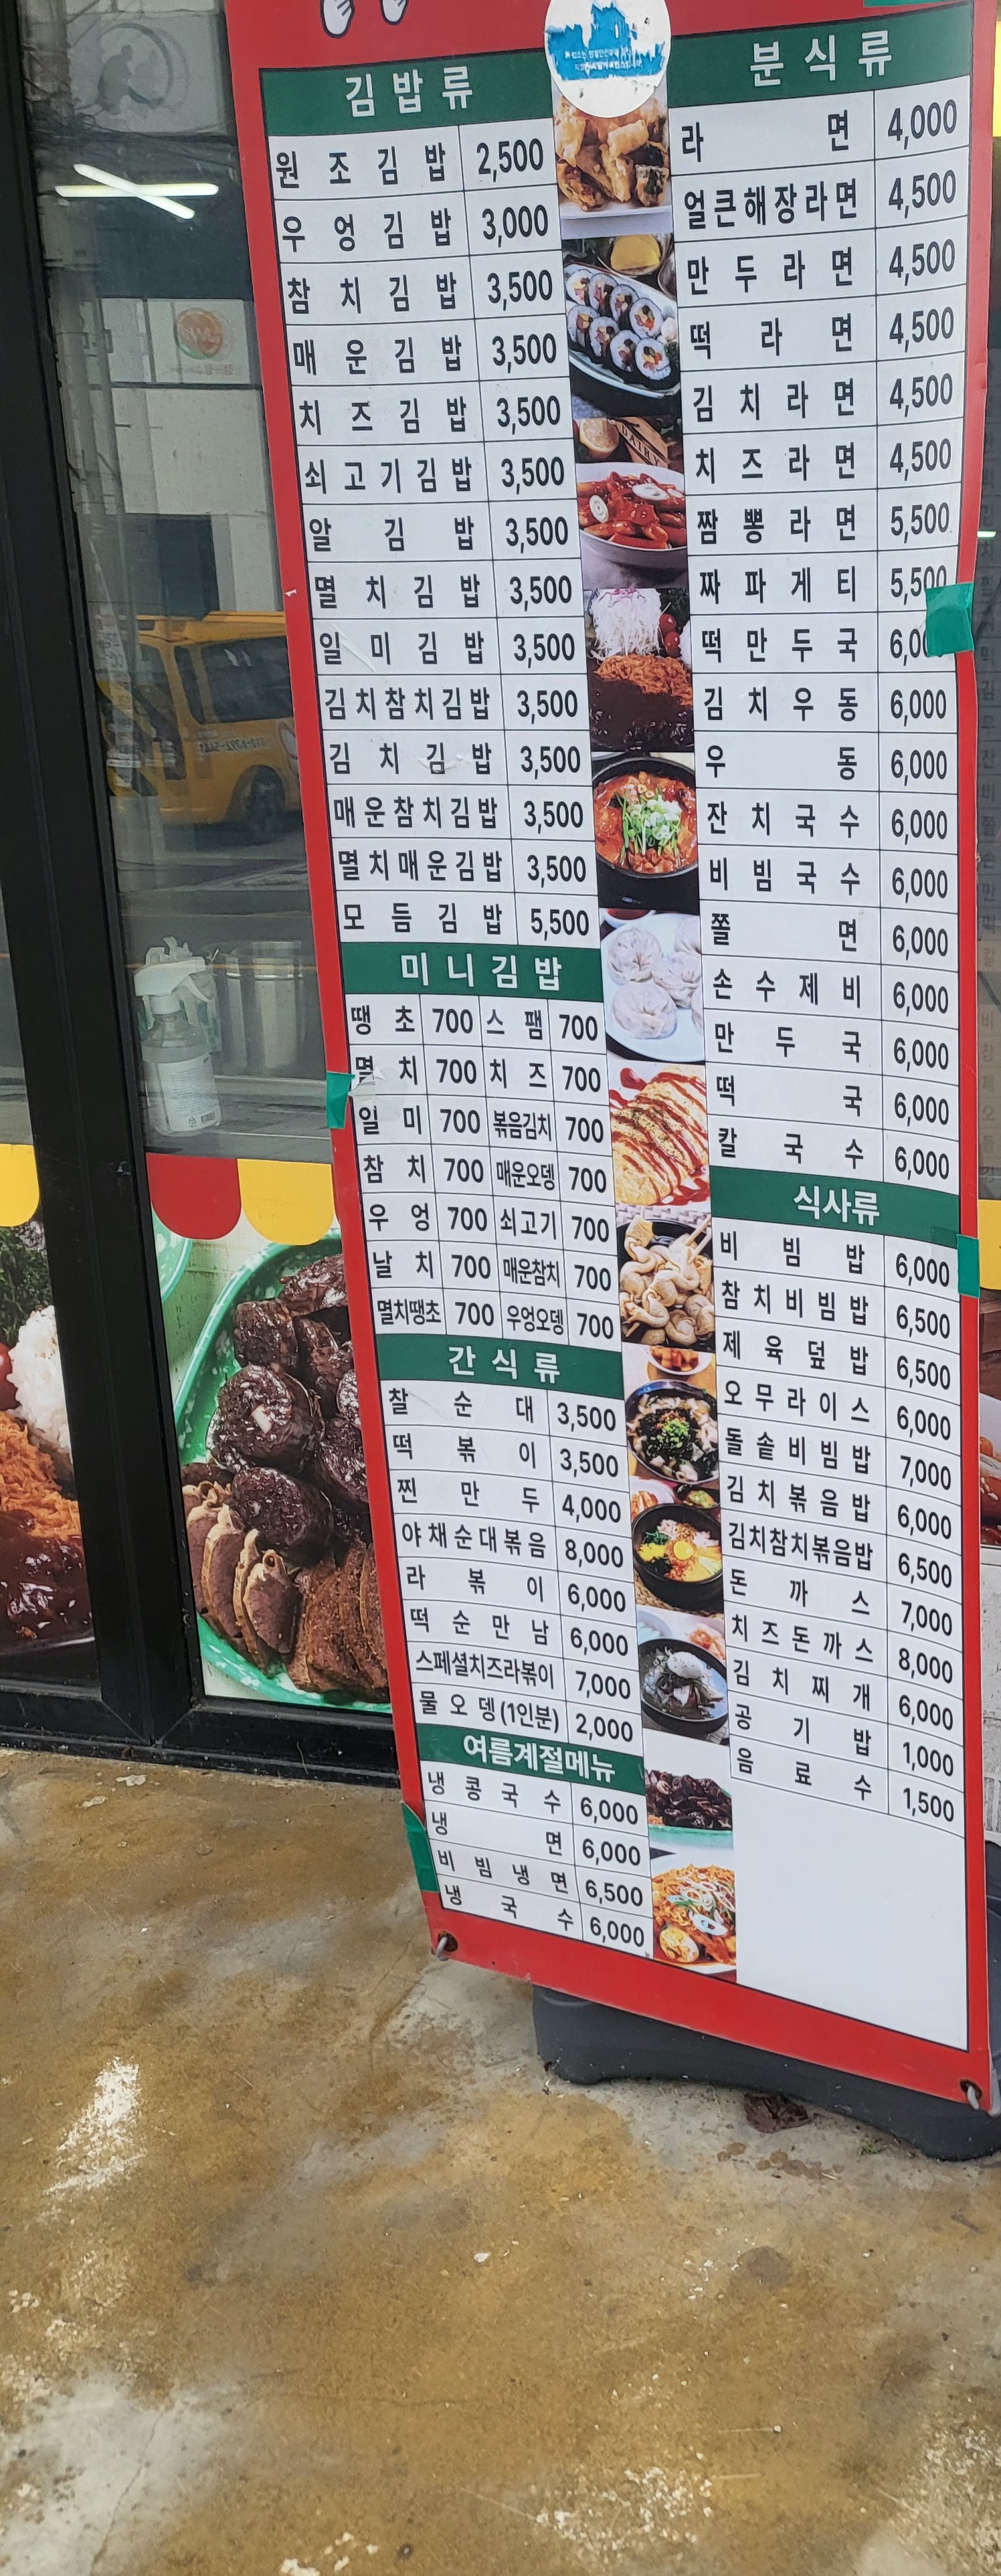 김밥류
원조김밥 2,500
우엉김밥 3,000
참치김밥 3,500
매운김밥 3,500
치즈김밥 3,500
쇠고기김밥 3,500
알김밥 3,500
멸치김밥 3,500
일미김밥 3,500
김치참치김밥 3,500
김치김밥 3,500
매운참치김밥 3,500
멸치매운김밥 3,500
모듬김밥 5,500
미니김밥
땡초 700 스팸 700
멸치 700 치즈 700
일미 700 볶음김치 700
참치 700 매운오뎅 700
우엉 700 쇠고기 700
날치 700 매운참치 700
멸치땡초 700 우엉오뎅 700
간식류
찰순대 3,500
떡볶이 3,500
찐만두 4,000
야채순대볶음 8,000
라볶이 6,000
떡순만남 6,000
스페셜치즈라볶이 7,000
물오뎅(1인분) 2,000
여름계절메뉴
냉콩국수 6,000
냉면 6,000
비빔냉면 6,500
냉국수 6,000
DAIRY
분식류
라면 4,000
얼큰해장라면 4,500
만두라면 4,500
떡라면 4,500
김치라면 4,500
치즈라면 4,500
짬뽕라면 5,500
짜파게티 5,500
떡만두국 6,00
김치우동 6,000
우동 6,000
잔치국수 6,000
비빔국수 6,000
쫄면 6,000
손수제비 6,000
만두국 6,000
떡국 6,000
칼국수 6,000
식사류
비빔밥 6,000
참치비빔밥 6,500
제육덮밥 6,500
오무라이스 6,000
돌솥비빔밥 7,000
김치볶음밥 6,000
김치참치볶음밥 6,500
돈까스 7,000
치즈돈까스 8,000
김치찌개 6,000
공기밥 1,000
음료수 1,500